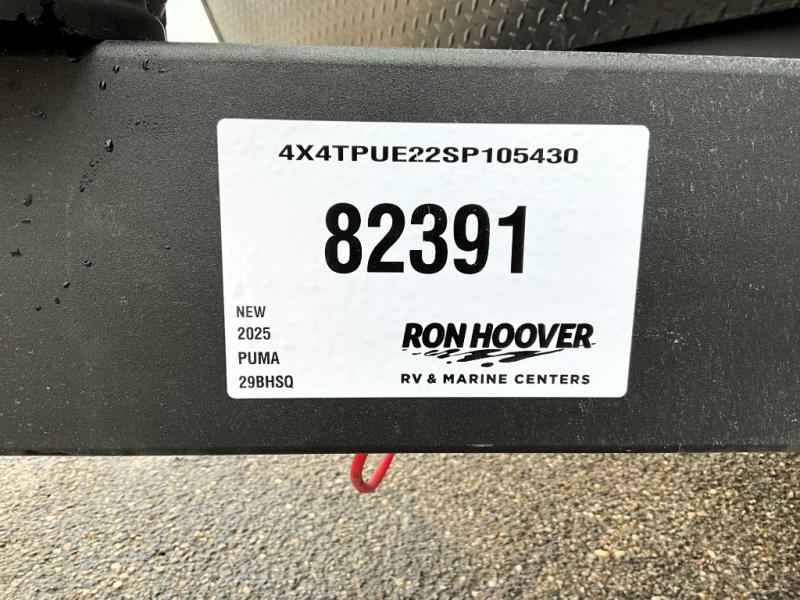 4X4TPUE22SP105430
82391
NEW
2025
PUMA
29BHSQ
RON HOOVER
RV & MARINE CENTERS